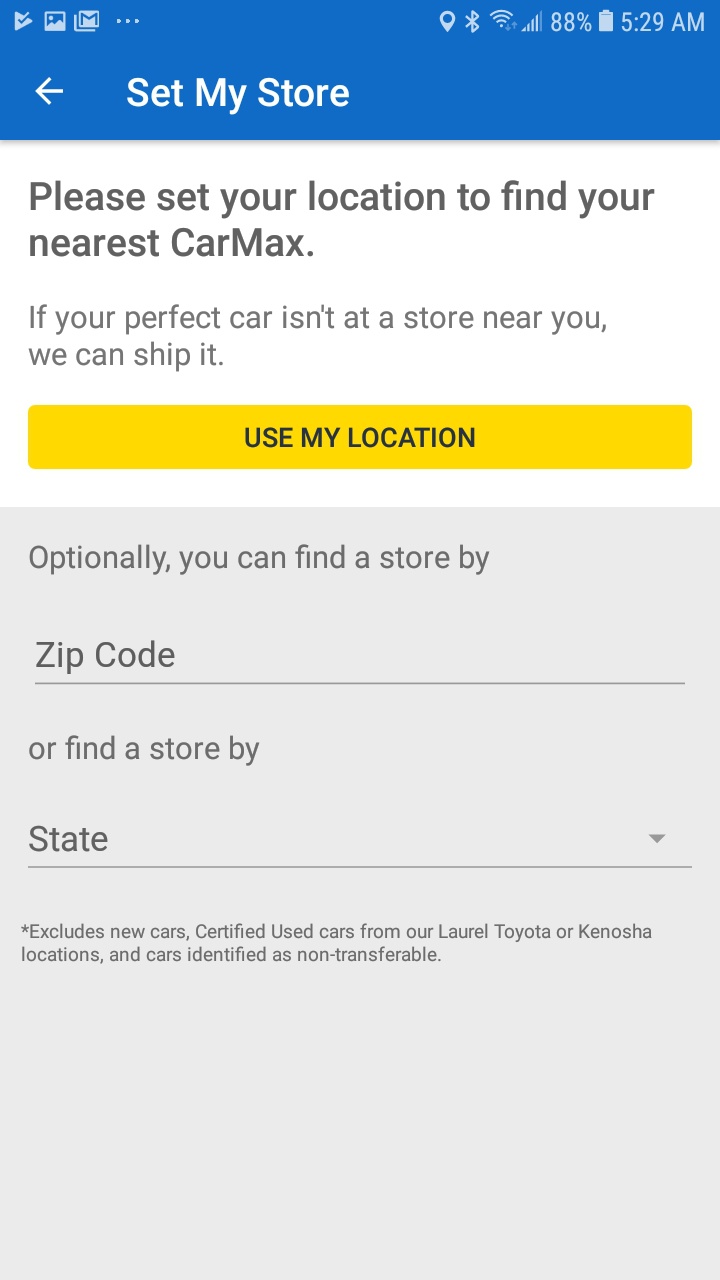 88% 5:29 AM
Set My Store
Please set your location to find your
nearest CarMax.
If your perfect car isn't at a store near you,
we can ship it.
USE MY LOCATION
Optionally, you can find a store by
Zip Code
or find a store by
State
*Excludes new cars, Certified Used cars from our Laurel Toyota or Kenosha
locations, and cars identified as non-transferable.